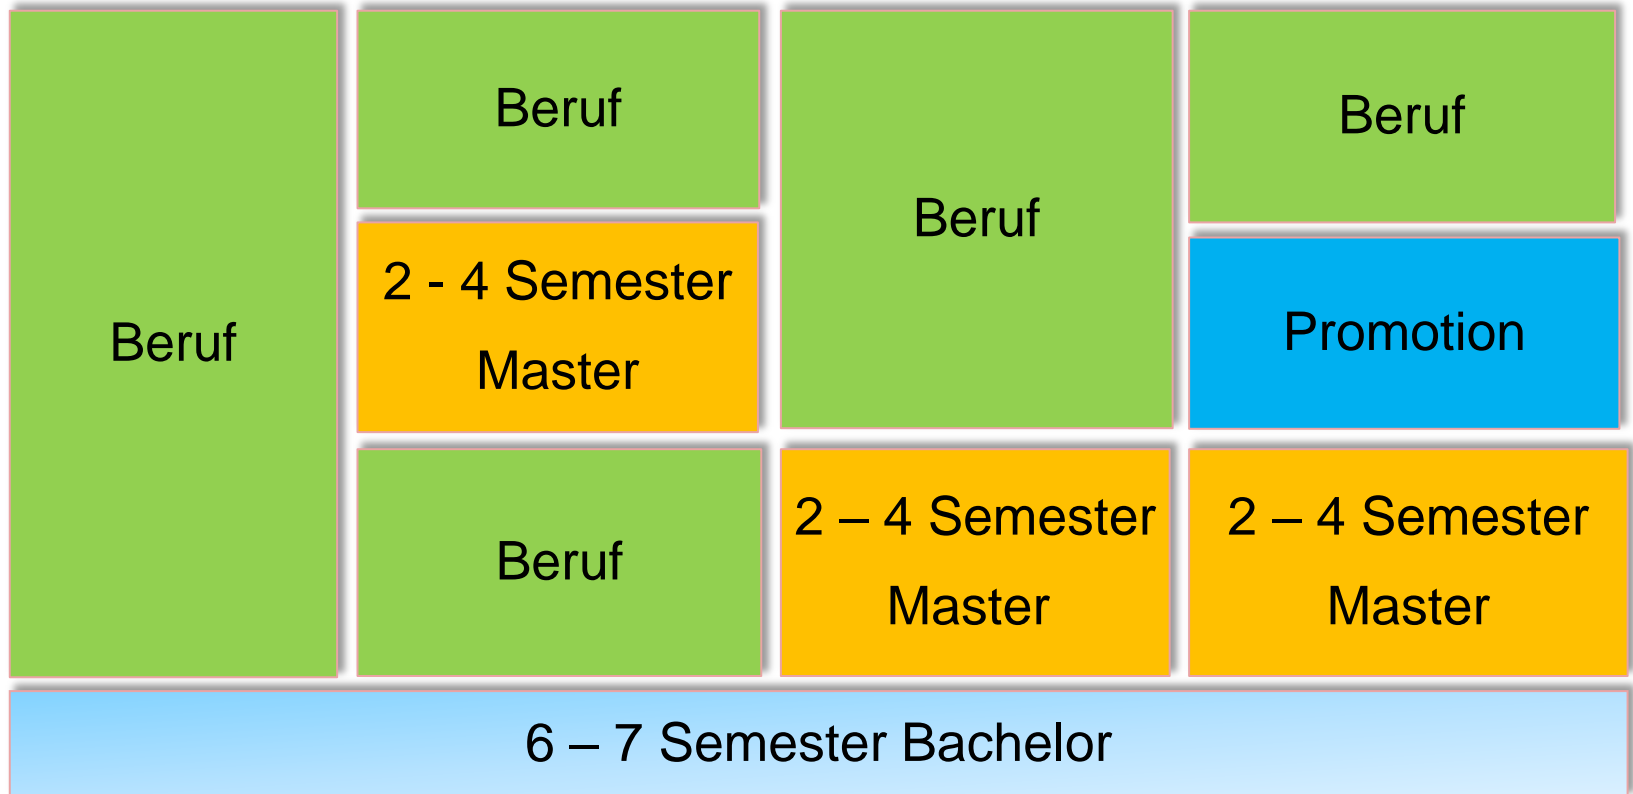 Beruf
Beruf
2 - 4 Semester
Master
Beruf
Beruf
2 – 4 Semester
Master
Beruf
Promotion
2 – 4 Semester
Master
6 – 7 Semester Bachelor